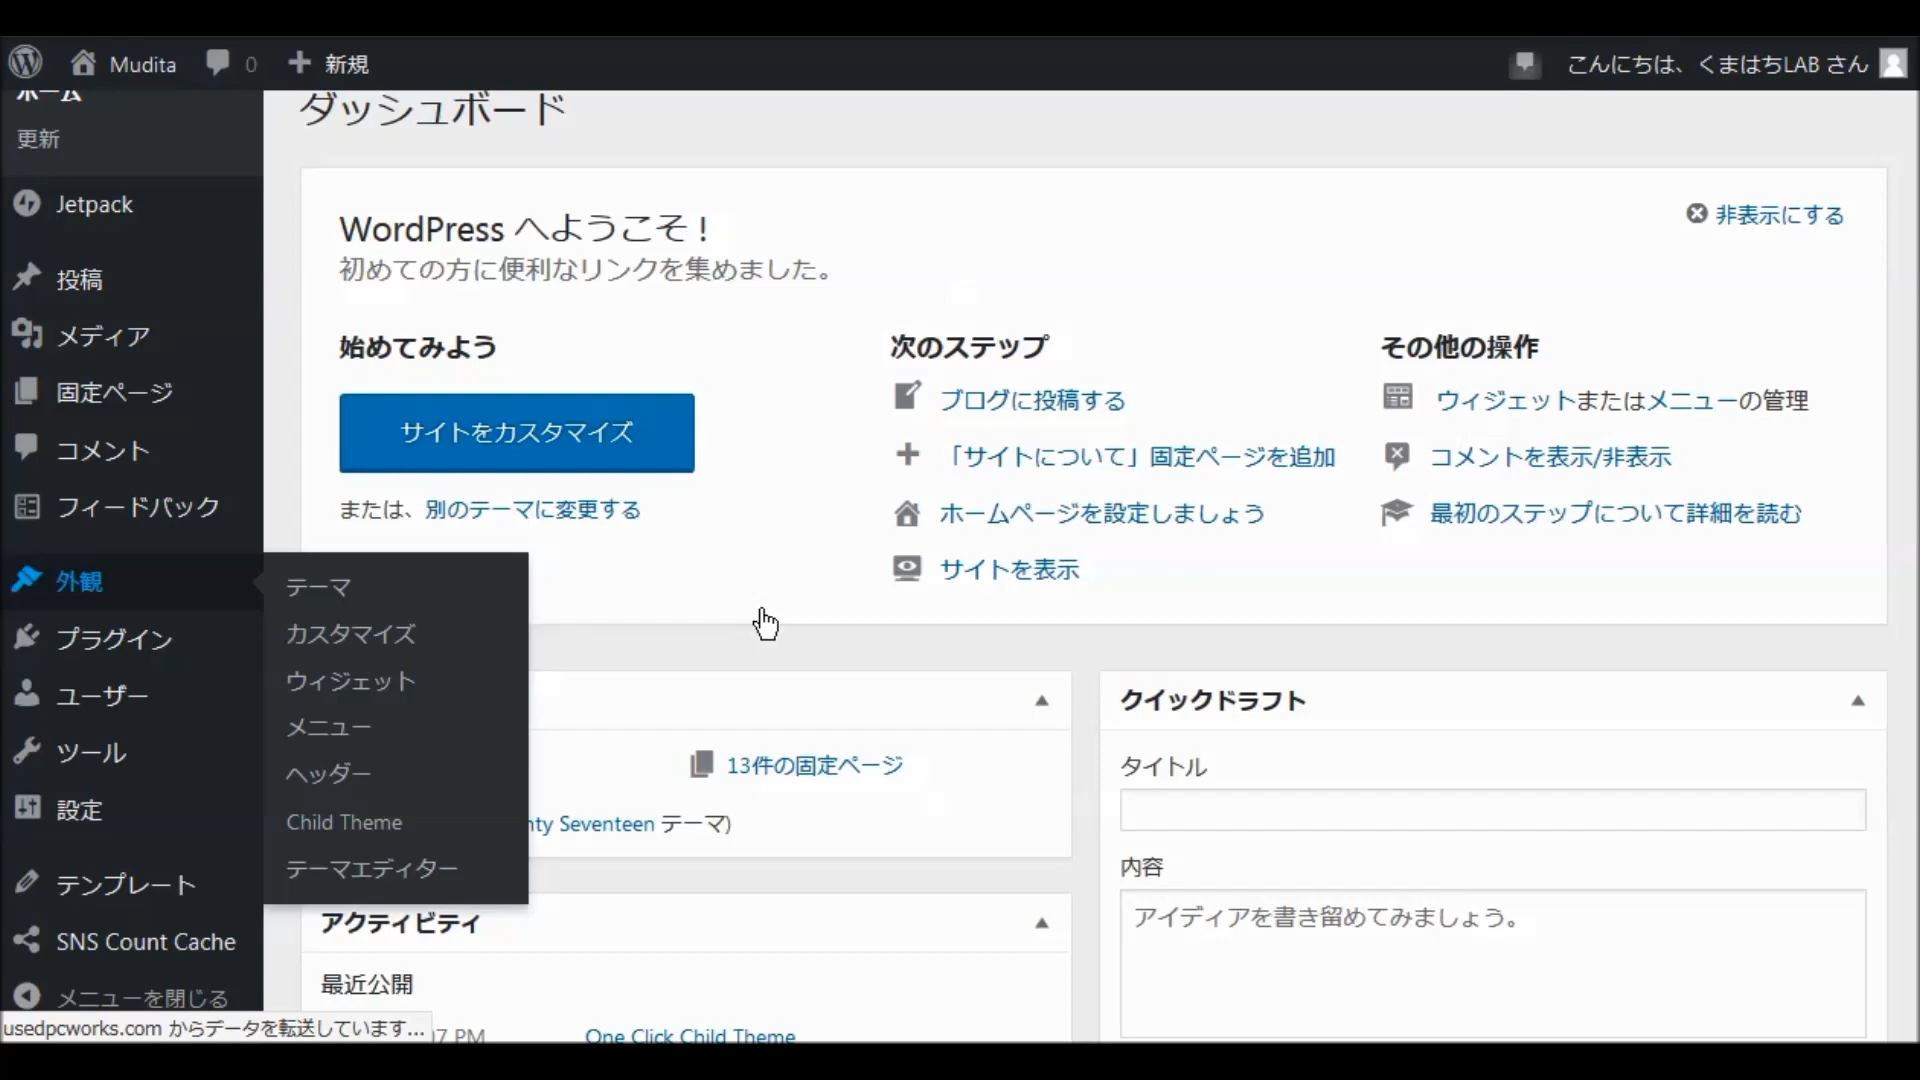 Mudita
0
新規
こんにちは、くまはちLAB さん
ホーム
更新
Jetpack
投稿
メディア
固定ページ
コメント
フィードバック
外観
プラグイン
ユーザー
ツール
設定
テンプレート
SNS Count Cache
メニューを閉じる
テーマ
カスタマイズ
ウィジェット
メニュー
ヘッダー
Child Theme
テーマエディター
ダッシュボード
WordPress へようこそ !
初めての方に便利なリンクを集めました。
非表示にする
始めてみよう
サイトをカスタマイズ
または、別のテーマに変更する
次のステップ
ブログに投稿する
「サイトについて」固定ページを追加
ホームページを設定しましょう
サイトを表示
その他の操作
ウィジェットまたはメニューの管理
コメントを表示/非表示
最初のステップについて詳細を読む
13件の固定ページ
nty Seventeen テーマ)
アクティビティ
最近公開
07 PM
One Click Child Theme
クイックドラフト
タイトル
内容
アイディアを書き留めてみましょう。
usedpcworks.com からデータを転送しています...